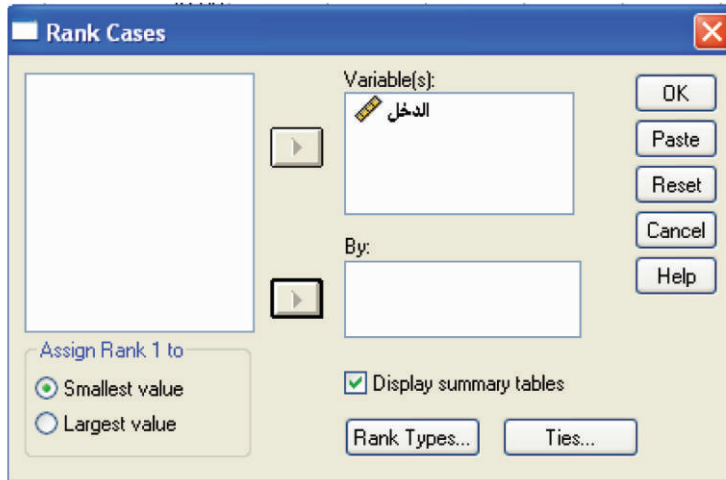 Rank Cases
Variable(s):
الدخل
By:
Assign Rank 1 to
Smallest value
Largest value
Display summary tables
Rank Types...
Ties...
OK
Paste
Reset
Cancel
Help